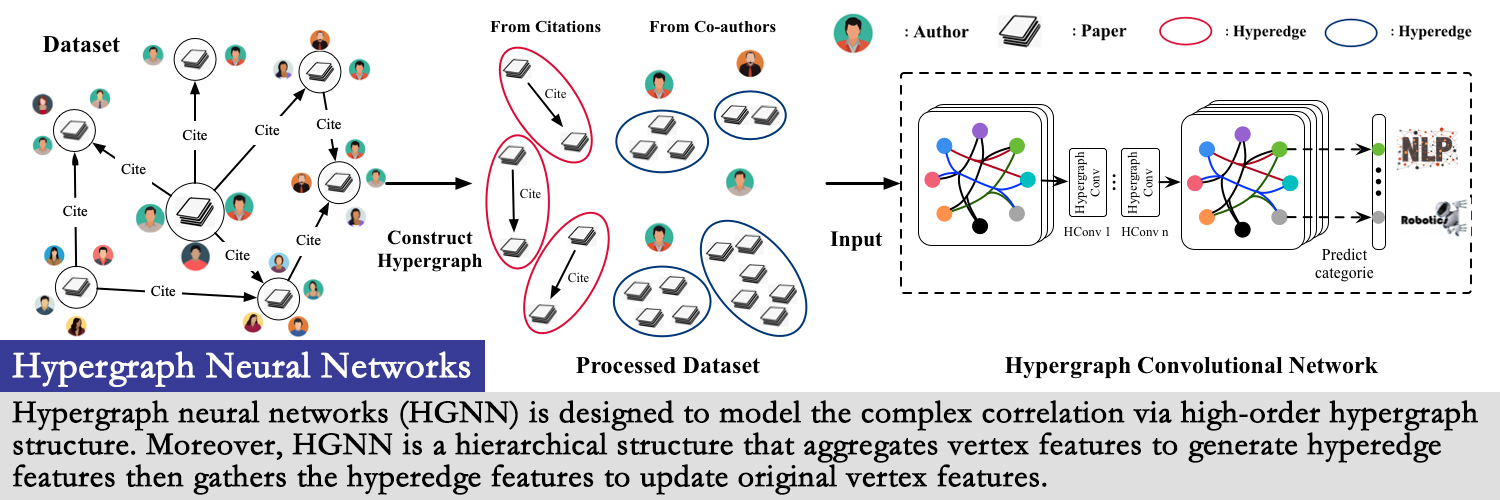 Dataset
Cite
Cite
Cite
Cite
Cite
Cite
Cite
Cite
Construct
Hypergraph
From Citations
From Co-authors
Cite
Cite
Cite
Processed Dataset
Input
: Author
: Paper
: Hyperedge
: Hyperedge
Hypergraph
Conv
Hypergraph
Conv
HConv 1
HConv n
NLP
Robotics
Predict
categorie
Hypergraph Convolutional Network
Hypergraph Neural Networks
Hypergraph neural networks (HGNN) is designed to model the complex correlation via high-order hypergraph
structure. Moreover, HGNN is a hierarchical structure that aggregates vertex features to generate hyperedge
features then gathers the hyperedge features to update original vertex features.